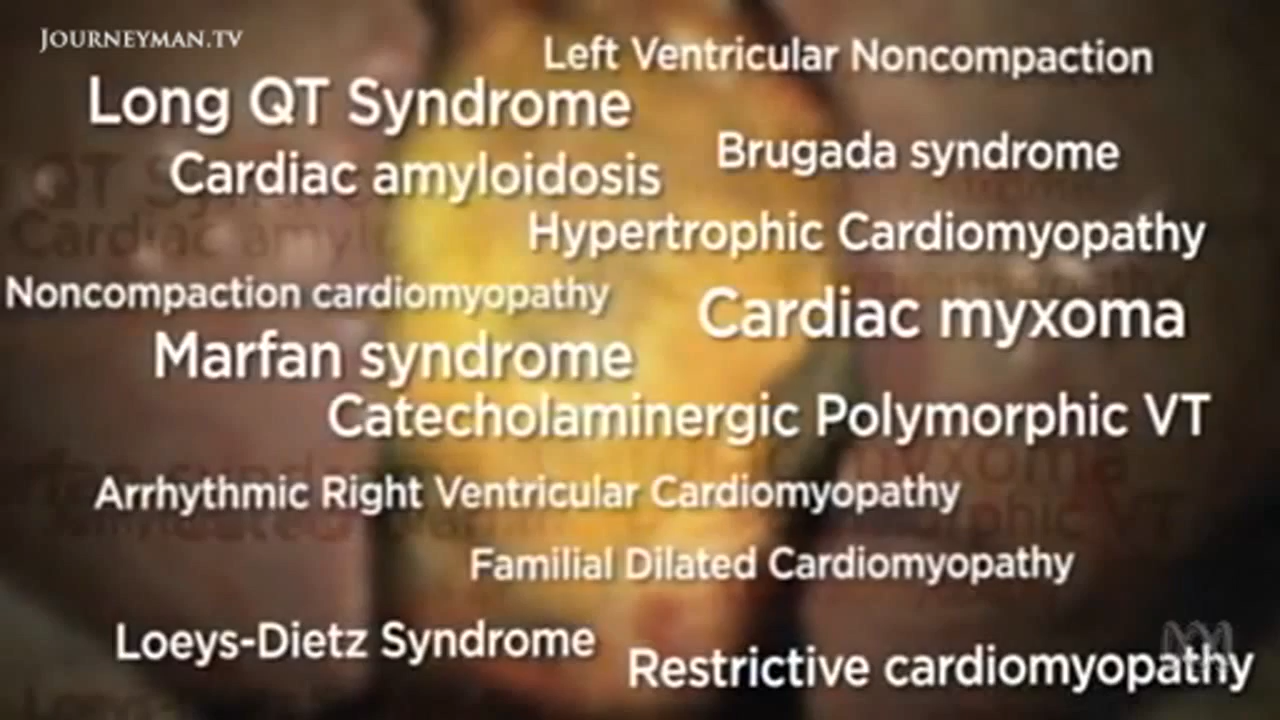 JOURNEYMAN.TV
Left Ventricular Noncompaction
Long QT Syndrome
Brugada syndrome
Cardiac amyloidosis
Hypertrophic Cardiomyopathy
Noncompaction cardiomyopathy
Cardiac myxoma
Marfan syndrome
Catecholaminergic Polymorphic VT
Arrhythmic Right Ventricular Cardiomyopathy
Familial Dilated Cardiomyopathy
Loeys-Dietz Syndrome
Restrictive cardiomyopathy